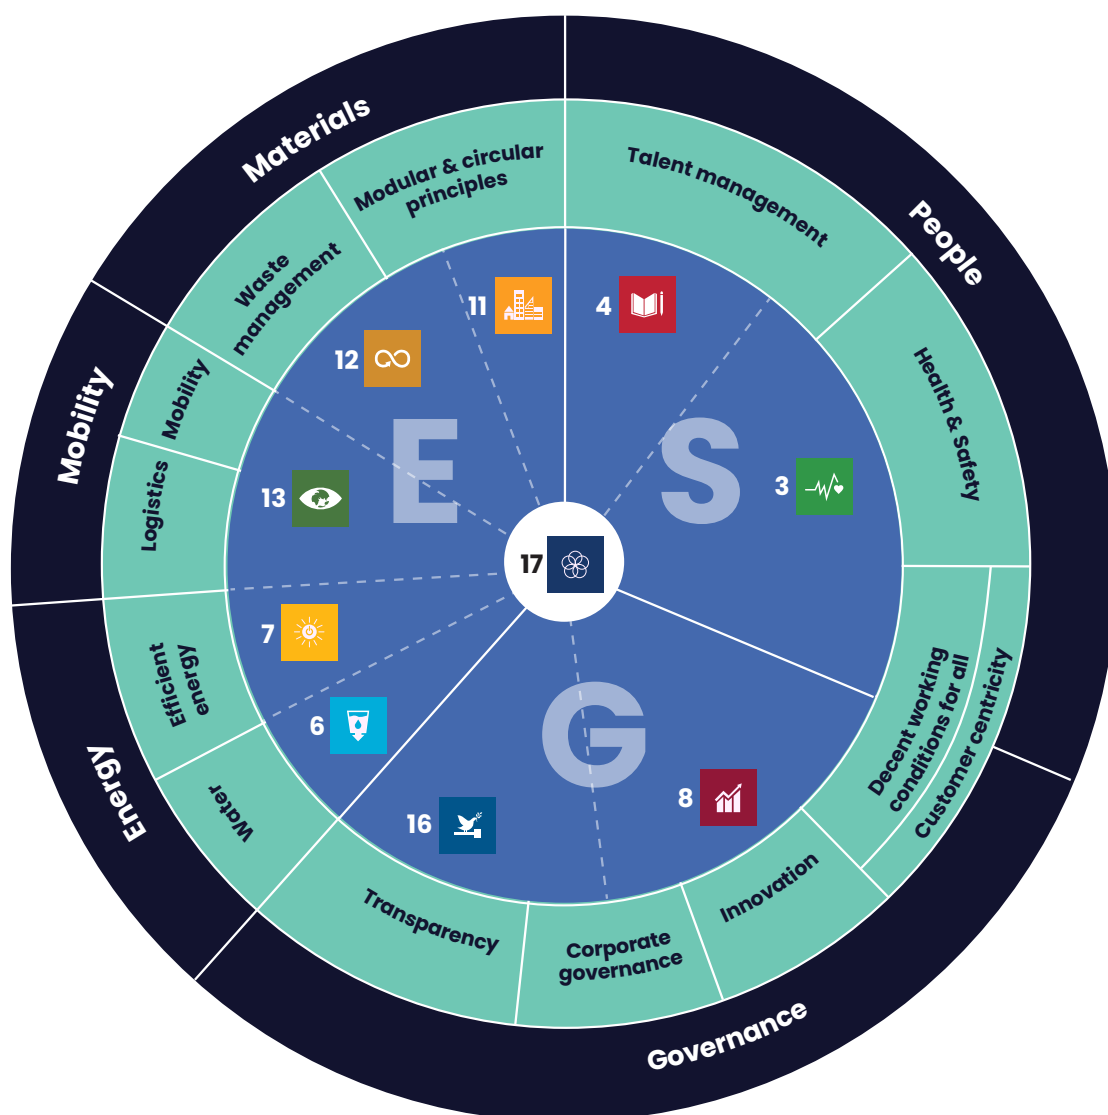 Materials
People
Mobility
Energy
Governance
Modular & circular
principles
Talent management
Waste
management
Health & Safety
Mobility
Logistics
Efficient
energy
Water
Decent working
conditions for all
Customer centricity
Innovation
Corporate
governance
Transparency
11
4
12
E
S
3
13
17
7
6
G
8
16